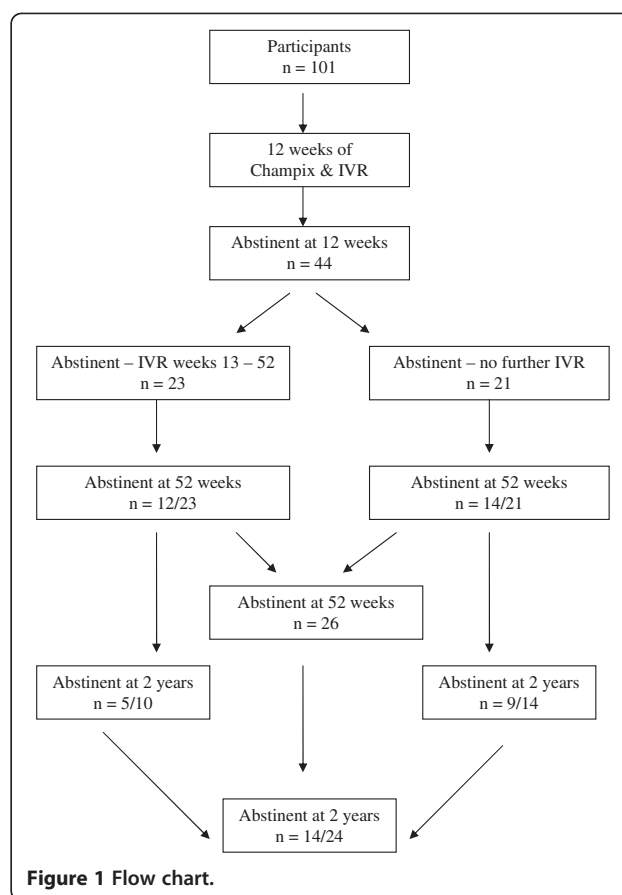 Participants
n = 101
12 weeks of
Champix & IVR
Abstinent at 12 weeks
n = 44
Abstinent – IVR weeks 13 – 52
n = 23
Abstinent – no further IVR
n = 21
Abstinent at 52 weeks
n = 12/23
Abstinent at 52 weeks
n = 14/21
Abstinent at 52 weeks
n = 26
Abstinent at 2 years
n = 5/10
Abstinent at 2 years
n = 9/14
Abstinent at 2 years
n = 14/24
Figure 1 Flow chart.